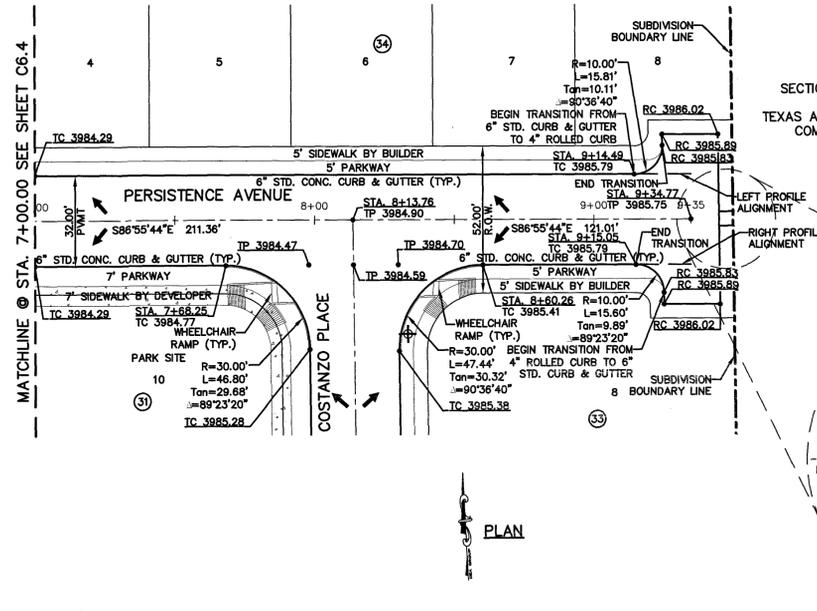 34
4
5
6
7
8
SUBDIVISION
BOUNDARY LINE
SECTI
TEXAS A
COM
R=10.00'
L=15.81'
Tan=10.11'
Δ=90°36'40"
BEGIN TRANSITION FROM
6" STD. CURB & GUTTER
TO 4" ROLLED CURB
RC 3986.02
RC 3985.89
RC 3985.83
MATCHLINE @ STA. 7+00.00 SEE SHEET C6.4
TC 3984.29
5' SIDEWALK BY BUILDER
5' PARKWAY
6" STD. CONC. CURB & GUTTER (TYP.)
STA. 9+14.49
TC 3985.79
END TRANSITION
STA. 9+34.77
TP 3985.75
9+35
LEFT PROFILE
ALIGNMENT
PERSISTENCE AVENUE
00
8+00
9+00
STA. 8+13.76
TP 3984.90
32.00'
PVMT
52.00'
R.O.W.
S86°55'44"E 211.36'
S86°55'44"E 121.01'
STA. 9+15.05
TC 3985.79
END
TRANSITION
RIGHT PROFIL
ALIGNMENT
TP 3984.47
TP 3984.70
TP 3984.59
6" STD. CONC. CURB & GUTTER (TYP.)
6" STD. CONC. CURB & GUTTER (TYP.)
7' PARKWAY
7' SIDEWALK BY DEVELOPER
5' PARKWAY
5' SIDEWALK BY BUILDER
RC 3985.83
RC 3985.89
TC 3984.29
STA. 7+68.25
TC 3984.77
STA. 8+60.26
TC 3985.41
R=10.00'
L=15.60'
Tan=9.89'
Δ=89°23'20"
RC 3986.02
WHEELCHAIR
RAMP (TYP.)
WHEELCHAIR
RAMP (TYP.)
PARK SITE
10
31
R=30.00'
L=46.80'
Tan=29.68'
Δ=89°23'20"
TC 3985.28
COSTANZO PLACE
R=30.00'
L=47.44'
Tan=30.32'
Δ=90°36'40"
TC 3985.38
BEGIN TRANSITION FROM
4" ROLLED CURB TO 6"
STD. CURB & GUTTER
8
SUBDIVISION
BOUNDARY LINE
33
PLAN